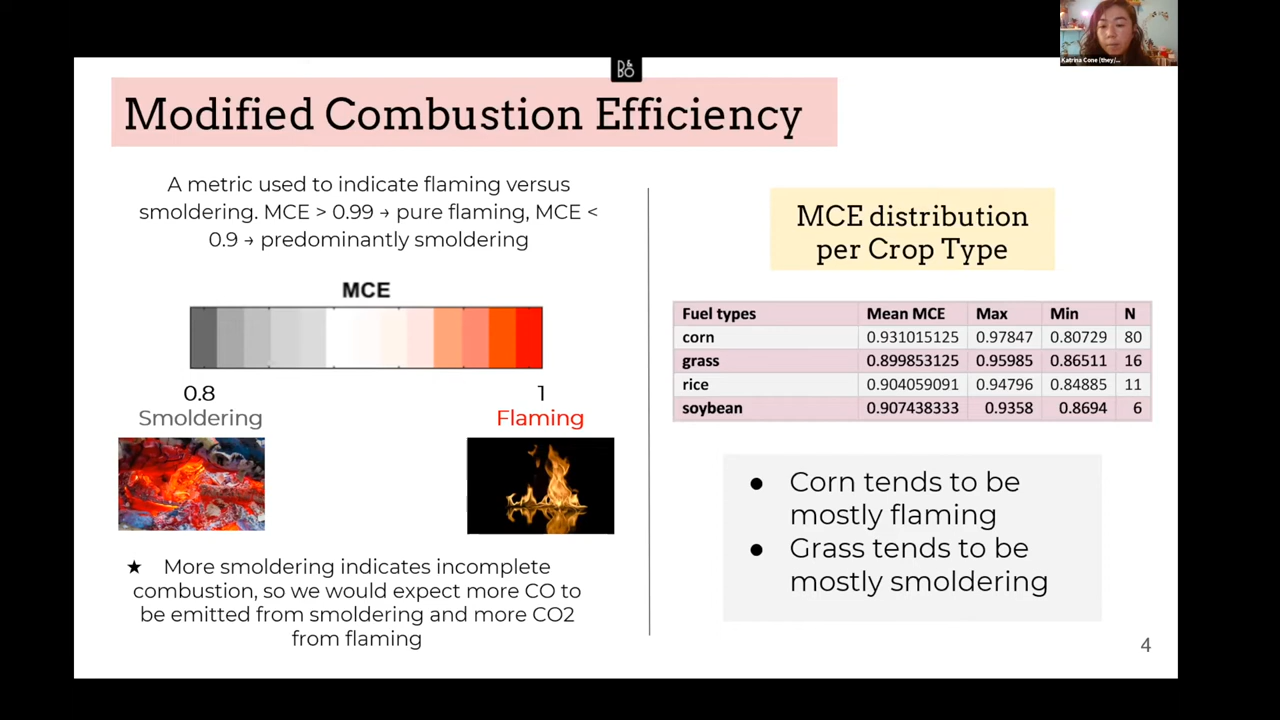 D&
BO
Katrina Cone (they/...
Modified Combustion Efficiency
A metric used to indicate flaming versus
smoldering. MCE > 0.99 → pure flaming, MCE <
0.9 → predominantly smoldering
MCE
0.8
1
Smoldering
Flaming
★ More smoldering indicates incomplete
combustion, so we would expect more CO to
be emitted from smoldering and more CO2
from flaming
MCE distribution
per Crop Type
Fuel types Mean MCE Max Min N
corn 0.931015125 0.97847 0.80729 80
grass 0.899853125 0.95985 0.86511 16
rice 0.904059091 0.94796 0.84885 11
soybean 0.907438333 0.9358 0.8694 6
● Corn tends to be
mostly flaming
● Grass tends to be
mostly smoldering
4